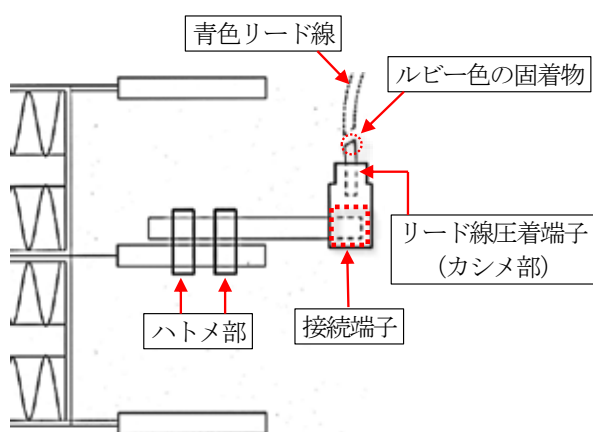 青色リード線
ルビー色の固着物
リード線圧着端子
（カシメ部）
ハトメ部
接続端子